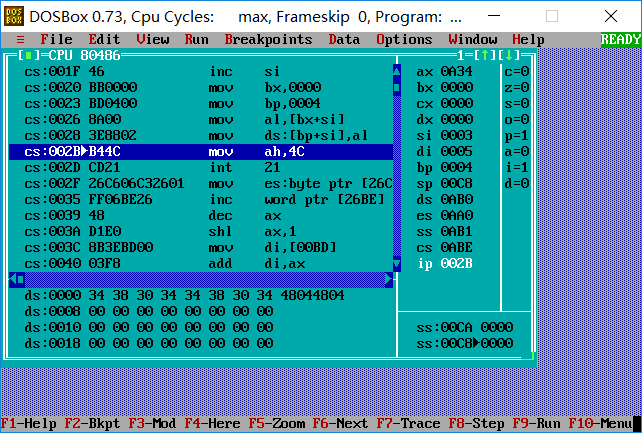 DOSBox 0.73, Cpu Cycles: max, Frameskip 0, Program: ...
≡ File Edit View Run Breakpoints Data Options Window Help READY
[■]=CPU 80486 1=[↑][↓]
cs:001F 46 inc si ax 0A34 c=0
cs:0020 BB0000 mov bx,0000 bx 0000 z=0
cs:0023 BD0400 mov bp,0004 cx 0000 s=0
cs:0026 8A00 mov al,[bx+si] dx 0000 o=0
cs:0028 3E8802 mov ds:[bp+si],al si 0003 p=1
cs:002B►B44C mov ah,4C di 0005 a=0
cs:002D CD21 int 21 bp 0004 i=1
cs:002F 26C606C32601 mov es:byte ptr [26C sp 00C8 d=0
cs:0035 FF06BE26 inc word ptr [26BE] ds 0AB0
cs:0039 48 dec ax es 0AA0
cs:003A D1E0 shl ax,1 ss 0AB1
cs:003C 8B3EBD00 mov di,[00BD] cs 0ABE
cs:0040 03F8 add di,ax ip 002B
ds:0000 34 38 30 34 34 38 30 34 48044804
ds:0008 00 00 00 00 00 00 00 00
ds:0010 00 00 00 00 00 00 00 00 ss:00CA 0000
ds:0018 00 00 00 00 00 00 00 00 ss:00C8►0000
F1-Help F2-Bkpt F3-Mod F4-Here F5-Zoom F6-Next F7-Trace F8-Step F9-Run F10-Menu